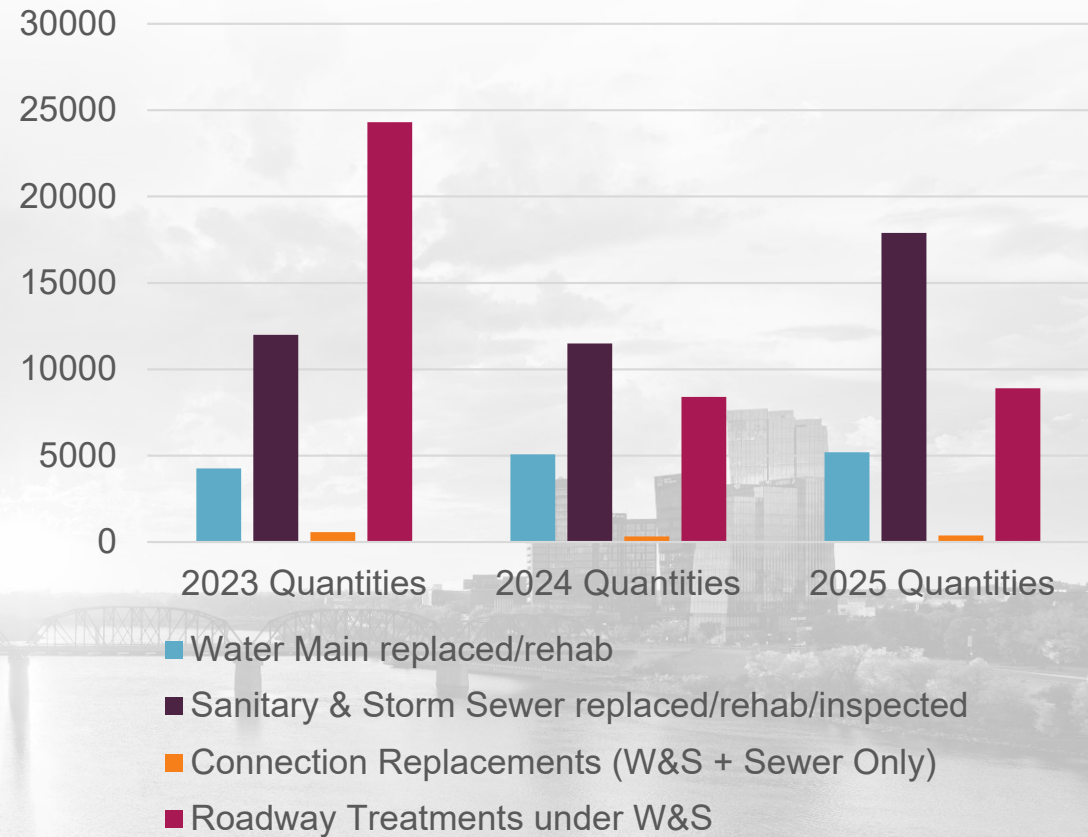 30000
25000
20000
15000
10000
5000
0
2023 Quantities 2024 Quantities 2025 Quantities
Water Main replaced/rehab
Sanitary & Storm Sewer replaced/rehab/inspected
Connection Replacements (W&S + Sewer Only)
Roadway Treatments under W&S